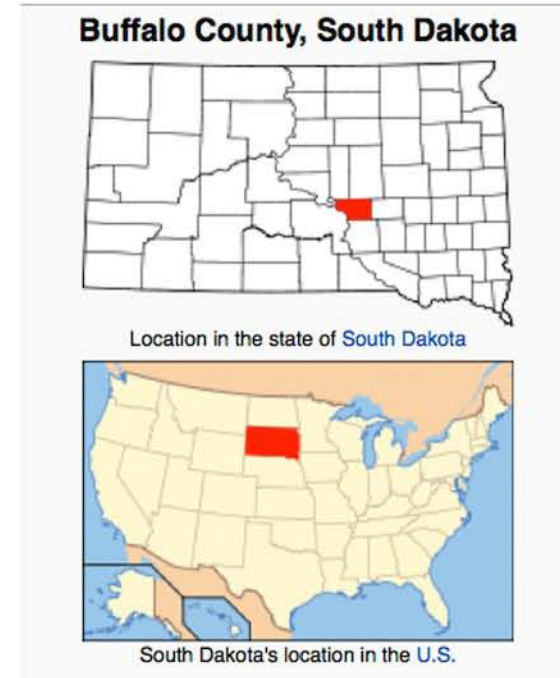 Buffalo County, South Dakota
Location in the state of South Dakota
South Dakota's location in the U.S.